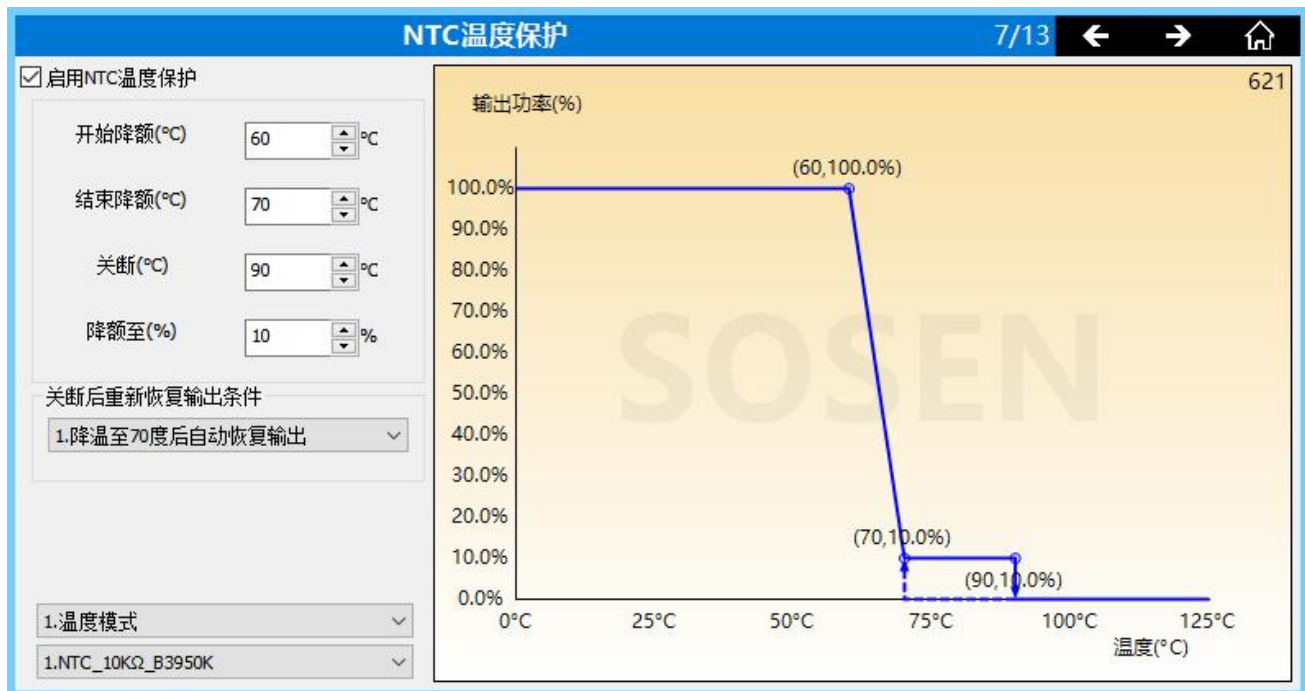 NTC温度保护
7/13
启用NTC温度保护
开始降额(°C) 60 °C
结束降额(°C) 70 °C
关断(°C) 90 °C
降额至(%) 10 %
关断后重新恢复输出条件
1.降温至70度后自动恢复输出
1.温度模式
1.NTC_10KΩ_B3950K
621
输出功率(%)
(60,100.0%)
100.0%
90.0%
80.0%
70.0%
60.0%
50.0%
40.0%
30.0%
20.0%
(70,10.0%)
10.0%
(90,10.0%)
0.0%
0°C 25°C 50°C 75°C 100°C 125°C
温度(°C)
SOSEN